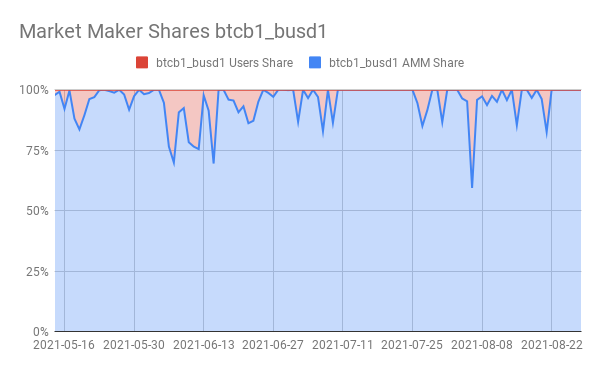 Market Maker Shares btcb1_busd1
btcb1_busd1 Users Share btcb1_busd1 AMM Share
100%
75%
50%
25%
0%
2021-05-16 2021-05-30 2021-06-13 2021-06-27 2021-07-11 2021-07-25 2021-08-08 2021-08-22